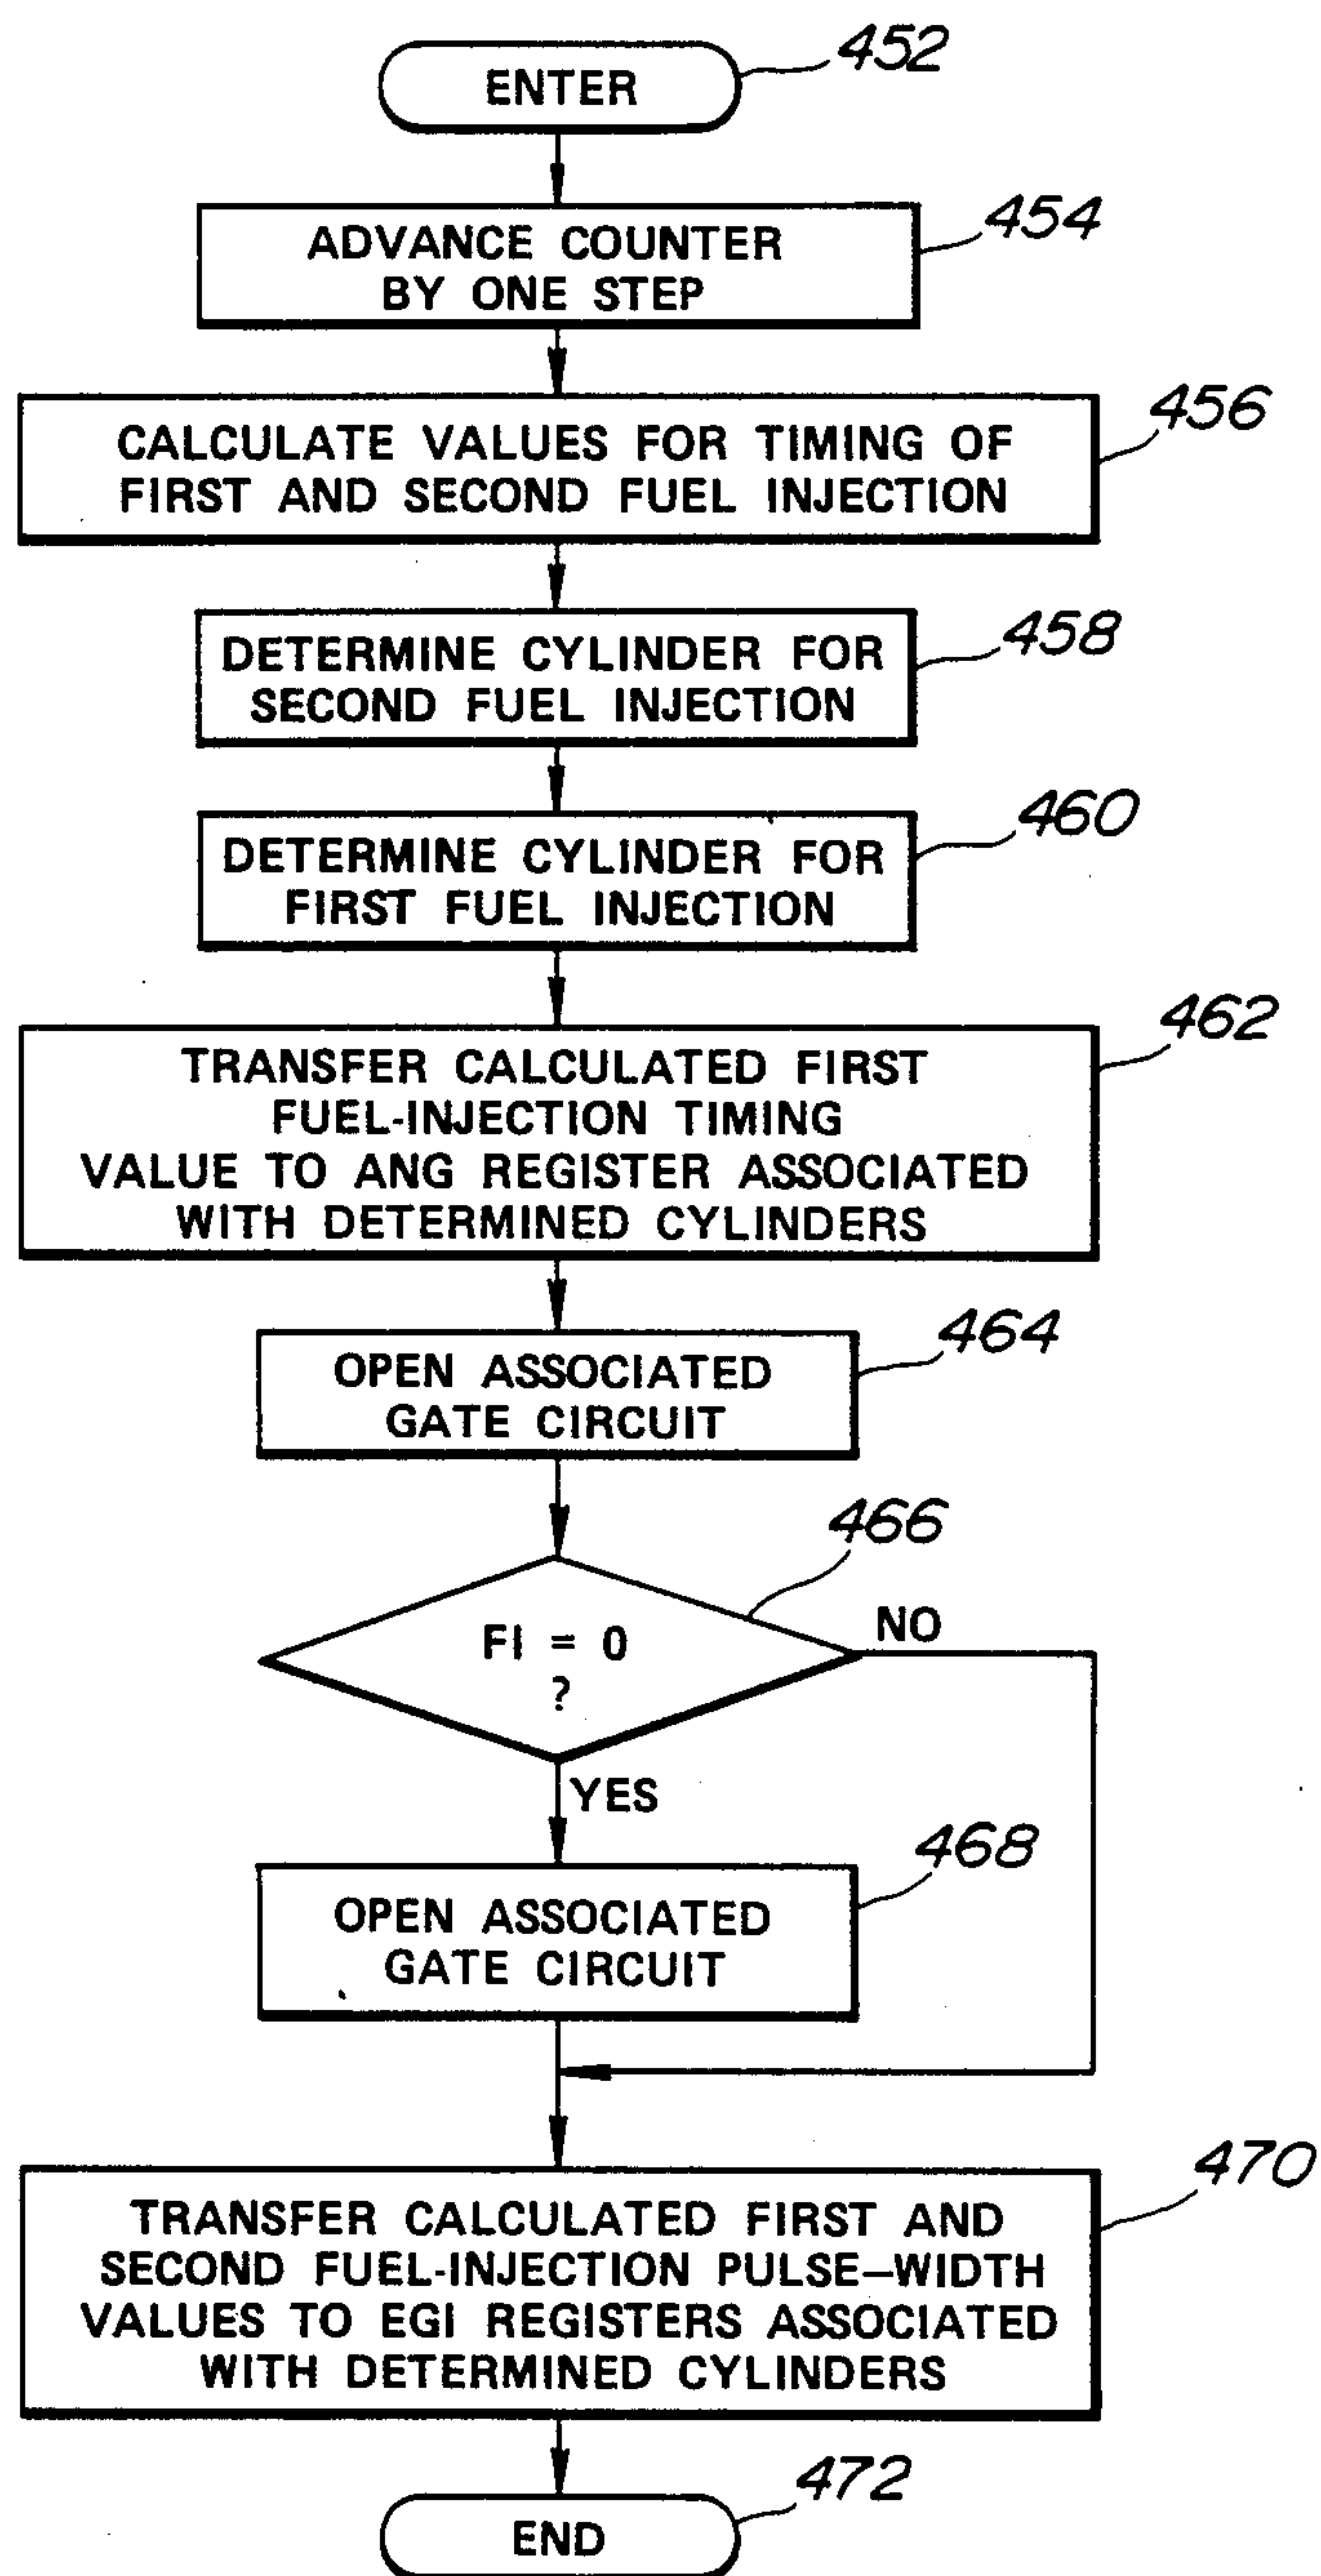 452
ENTER
454
ADVANCE COUNTER
BY ONE STEP
456
CALCULATE VALUES FOR TIMING OF
FIRST AND SECOND FUEL INJECTION
458
DETERMINE CYLINDER FOR
SECOND FUEL INJECTION
460
DETERMINE CYLINDER FOR
FIRST FUEL INJECTION
462
TRANSFER CALCULATED FIRST
FUEL-INJECTION TIMING
VALUE TO ANG REGISTER ASSOCIATED
WITH DETERMINED CYLINDERS
464
OPEN ASSOCIATED
GATE CIRCUIT
466
NO
FI = 0
?
YES
468
OPEN ASSOCIATED
GATE CIRCUIT
470
TRANSFER CALCULATED FIRST AND
SECOND FUEL-INJECTION PULSE–WIDTH
VALUES TO EGI REGISTERS ASSOCIATED
WITH DETERMINED CYLINDERS
472
END